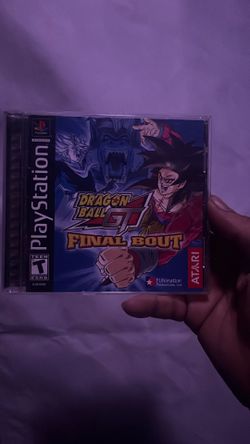 PlayStation
DRAGON
BALL GT
FINAL BOUT
TEEN
T
ATARI